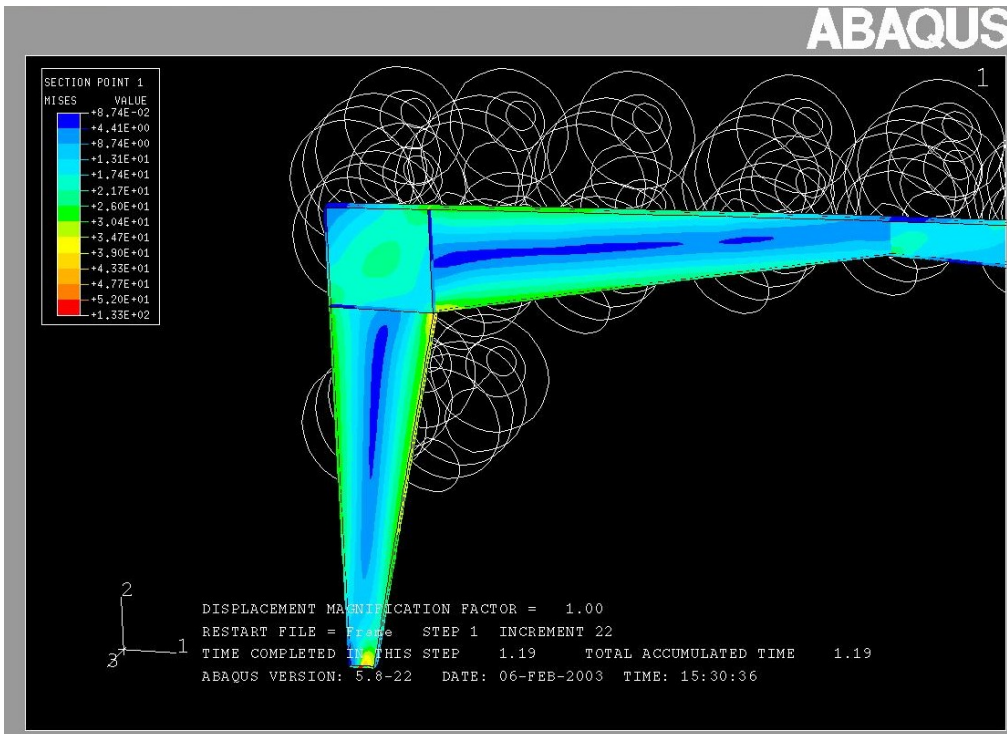 ABAQUS
1
SECTION POINT 1
MISES VALUE
+8.74E-02
+4.41E+00
+8.74E+00
+1.31E+01
+1.74E+01
+2.17E+01
+2.60E+01
+3.04E+01
+3.47E+01
+3.90E+01
+4.33E+01
+4.77E+01
+5.20E+01
+1.33E+02
2
1
3
DISPLACEMENT MAGNIFICATION FACTOR = 1.00
RESTART FILE = Frame STEP 1 INCREMENT 22
TIME COMPLETED IN THIS STEP 1.19 TOTAL ACCUMULATED TIME 1.19
ABAQUS VERSION: 5.8-22 DATE: 06-FEB-2003 TIME: 15:30:36